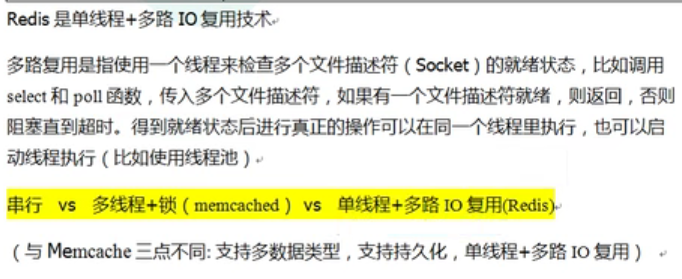 Redis 是单线程+多路 IO 复用技术
多路复用是指使用一个线程来检查多个文件描述符（Socket）的就绪状态，比如调用
select 和 poll 函数，传入多个文件描述符，如果有一个文件描述符就绪，则返回，否则
阻塞直到超时。得到就绪状态后进行真正的操作可以在同一个线程里执行，也可以启
动线程执行（比如使用线程池）
串行 vs 多线程+锁（memcached） vs 单线程+多路 IO 复用(Redis)
（与 Memcache 三点不同: 支持多数据类型，支持持久化，单线程+多路 IO 复用）